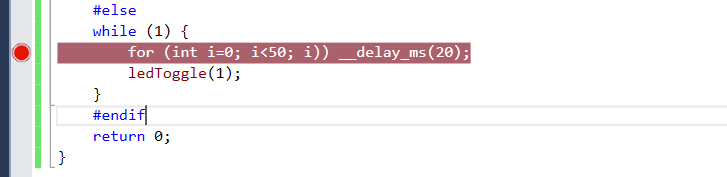 #else
while (1) {
for (int i=0; i<50; i)) __delay_ms(20);
ledToggle(1);
}
#endif
return 0;
}